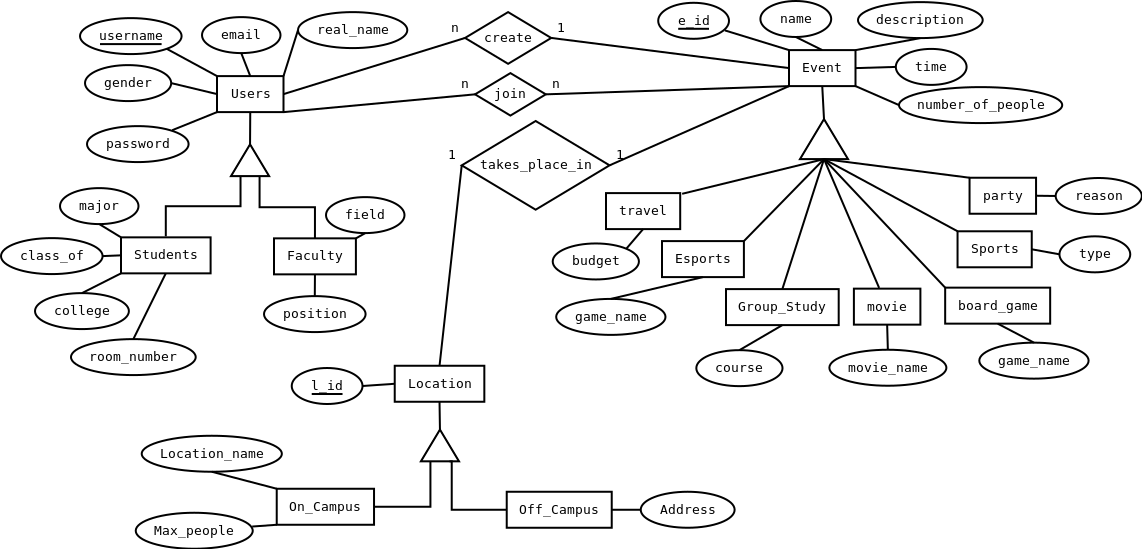 username
email
real_name
n
create
1
e_id
name
description
gender
Users
n
join
n
Event
time
number_of_people
password
1
takes_place_in
1
major
field
travel
party
reason
class_of
Students
Faculty
budget
Esports
Sports
type
college
position
game_name
Group_Study
movie
board_game
room_number
course
movie_name
game_name
l_id
Location
Location_name
On_Campus
Off_Campus
Address
Max_people